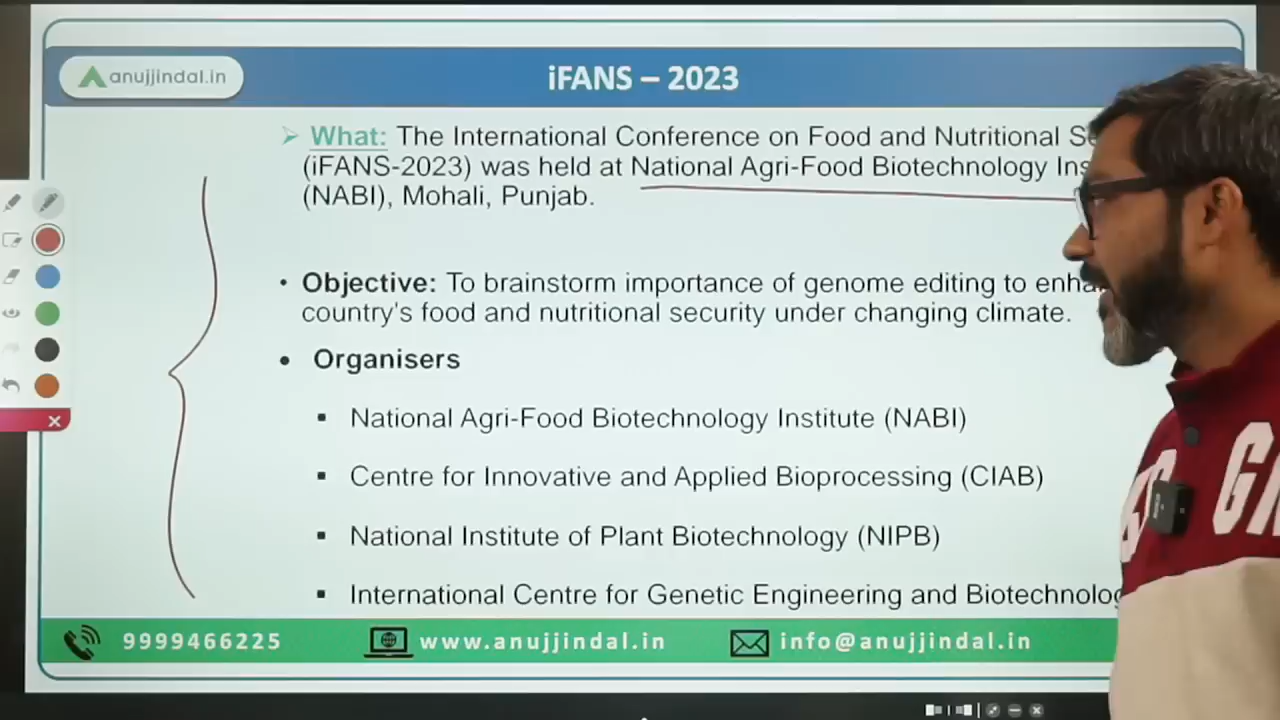 anujjindal.in
iFANS – 2023
➢ What: The International Conference on Food and Nutritional
(iFANS-2023) was held at National Agri-Food Biotechnology
(NABI), Mohali, Punjab.
• Objective: To brainstorm importance of genome editing to
country's food and nutritional security under changing climate.
• Organisers
▪ National Agri-Food Biotechnology Institute (NABI)
▪ Centre for Innovative and Applied Bioprocessing (CIAB)
▪ National Institute of Plant Biotechnology (NIPB)
▪ International Centre for Genetic Engineering and
9999466225 www.anujjindal.in info@anujjindal.in